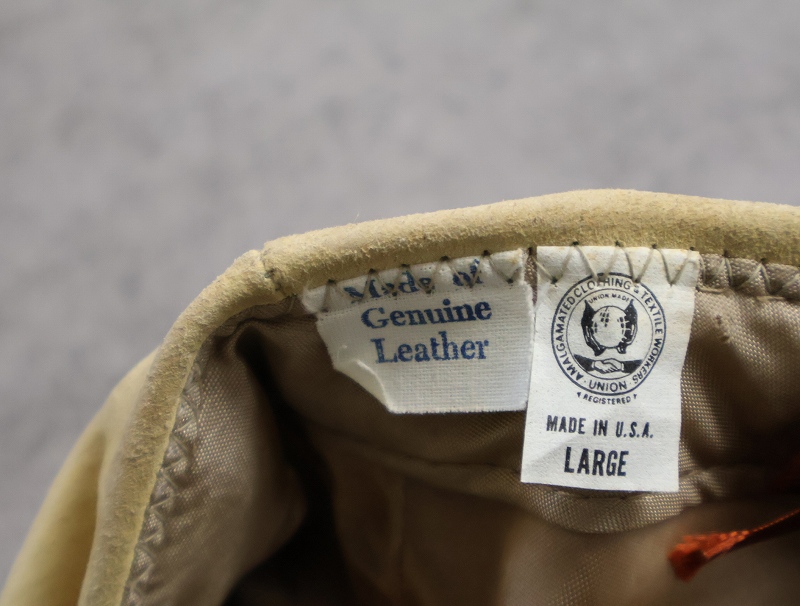 Made of
Genuine
Leather
AMALGAMATED CLOTHING & TEXTILE WORKERS
UNION MADE
UNION
REGISTERED
MADE IN U.S.A.
LARGE